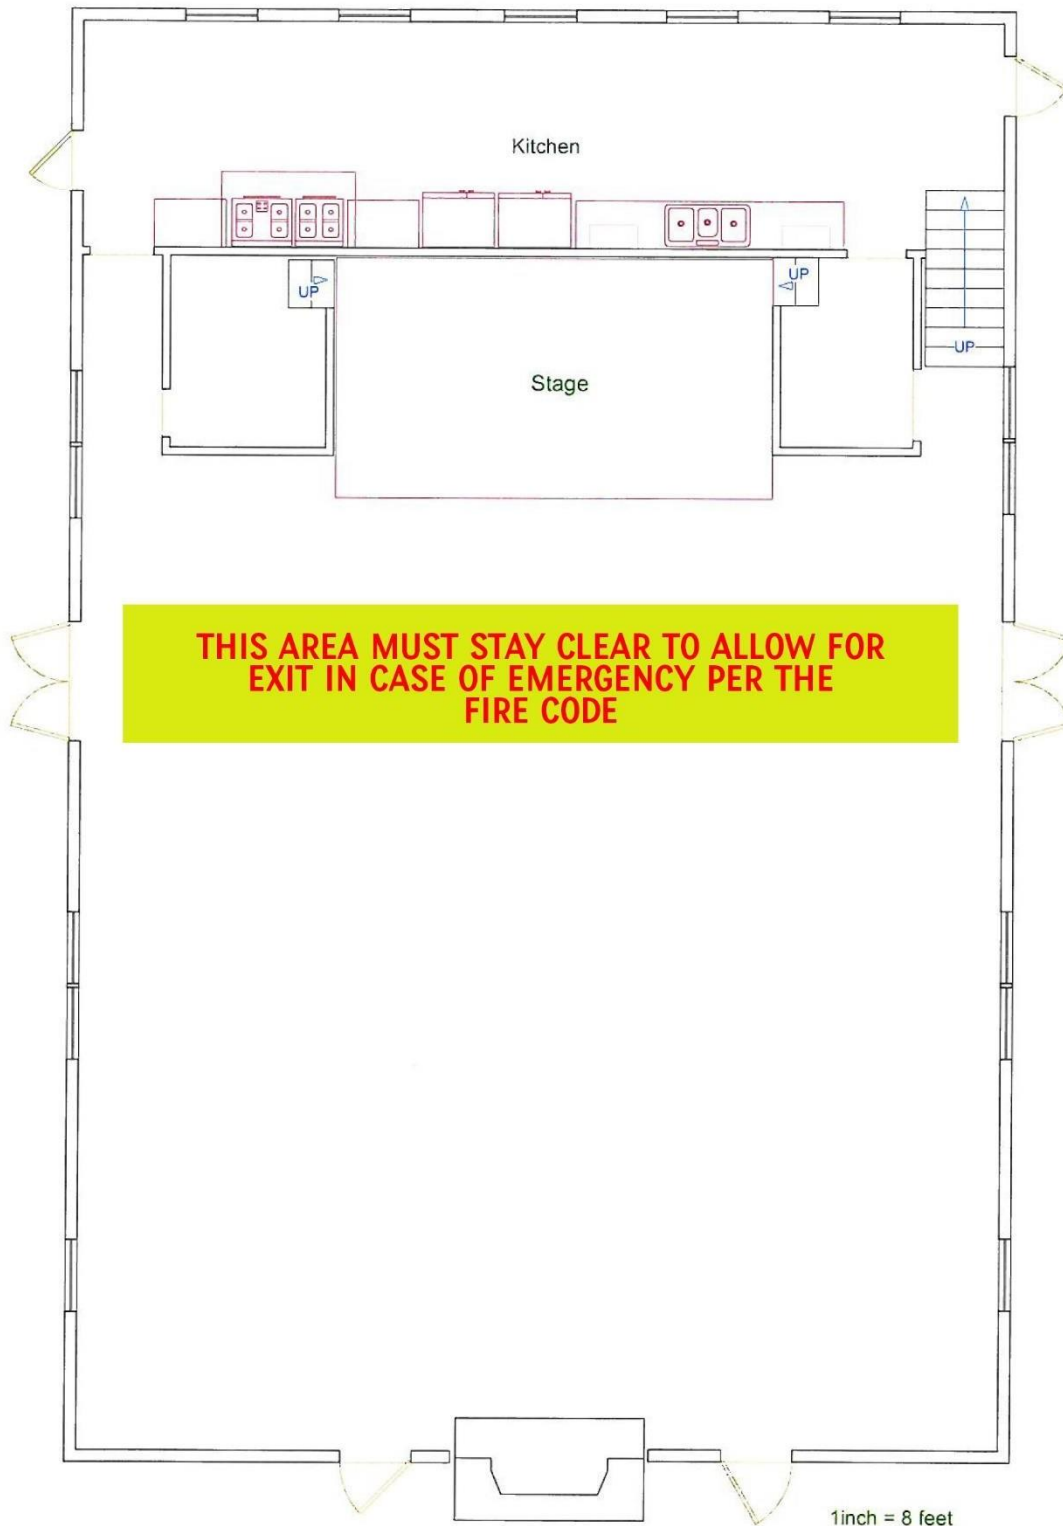 Kitchen
UP
UP
UP
Stage
THIS AREA MUST STAY CLEAR TO ALLOW FOR
EXIT IN CASE OF EMERGENCY PER THE
FIRE CODE
1inch = 8 feet